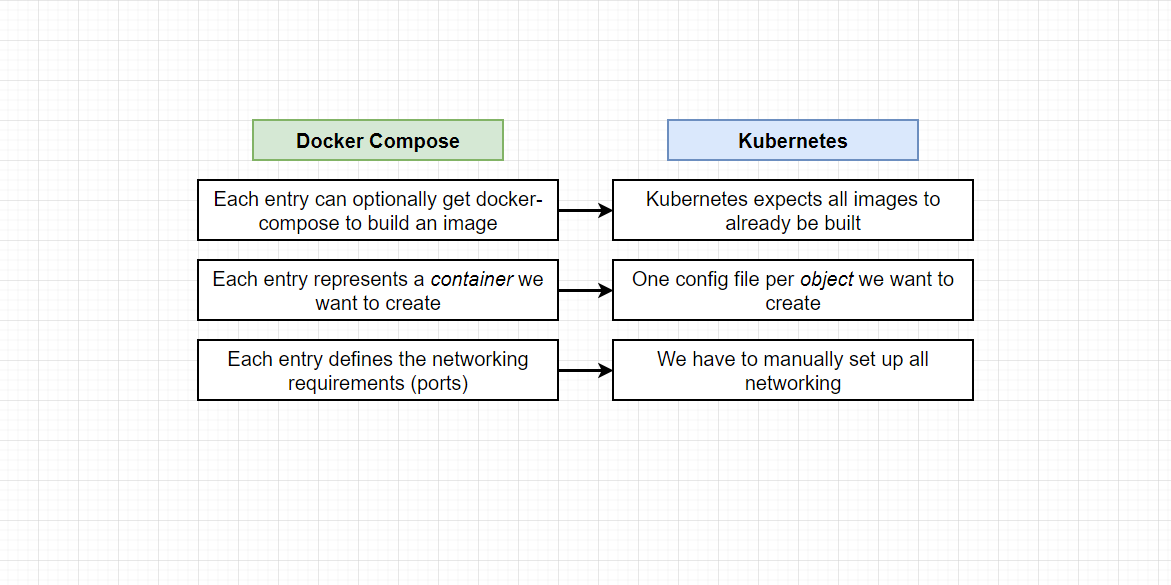 Docker Compose
Kubernetes
Each entry can optionally get docker-
compose to build an image
Kubernetes expects all images to
already be built
Each entry represents a container we
want to create
One config file per object we want to
create
Each entry defines the networking
requirements (ports)
We have to manually set up all
networking